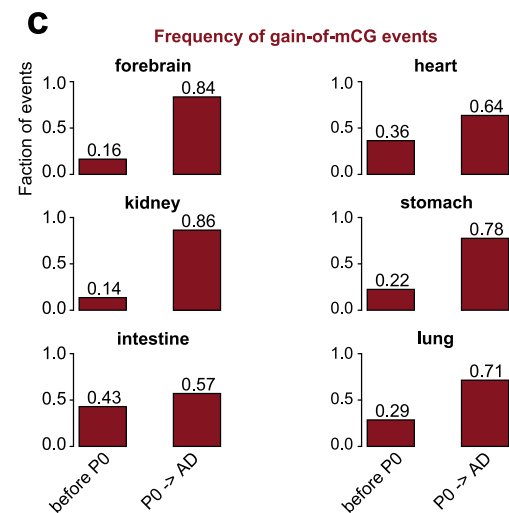 C
Frequency of gain-of-mCG events
Faction of events
forebrain
1.0
0.5
0.0
0.16
0.84
heart
1.0
0.5
0.0
0.36
0.64
kidney
1.0
0.5
0.0
0.14
0.86
stomach
1.0
0.5
0.0
0.22
0.78
intestine
1.0
0.5
0.0
0.43
0.57
before P0
P0 -> AD
lung
1.0
0.5
0.0
0.29
0.71
before P0
P0 -> AD